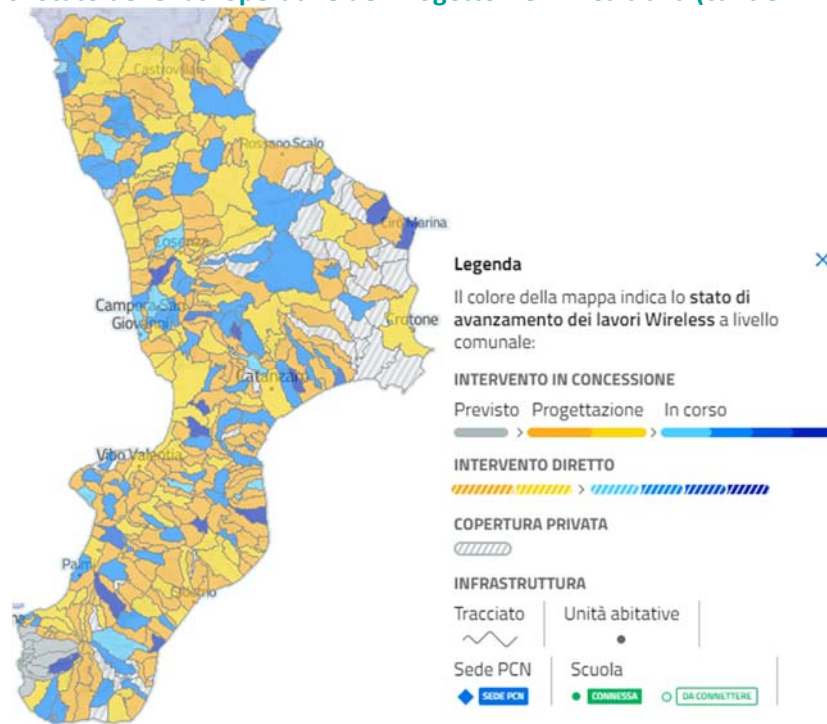 Castrovillari
Rossano Scalo
Cirò Marina
Cosenza
Campora San
Giovanni
Crotone
Catanzaro
Vibo Valentia
Palmi
Legenda
Il colore della mappa indica lo stato di
avanzamento dei lavori Wireless a livello
comunale:
INTERVENTO IN CONCESSIONE
Previsto > Progettazione > In corso
INTERVENTO DIRETTO
>
COPERTURA PRIVATA
INFRASTRUTTURA
Tracciato Unità abitative
Sede PCN Scuola
SEDE PCN CONNESSA DA CONNETTERE